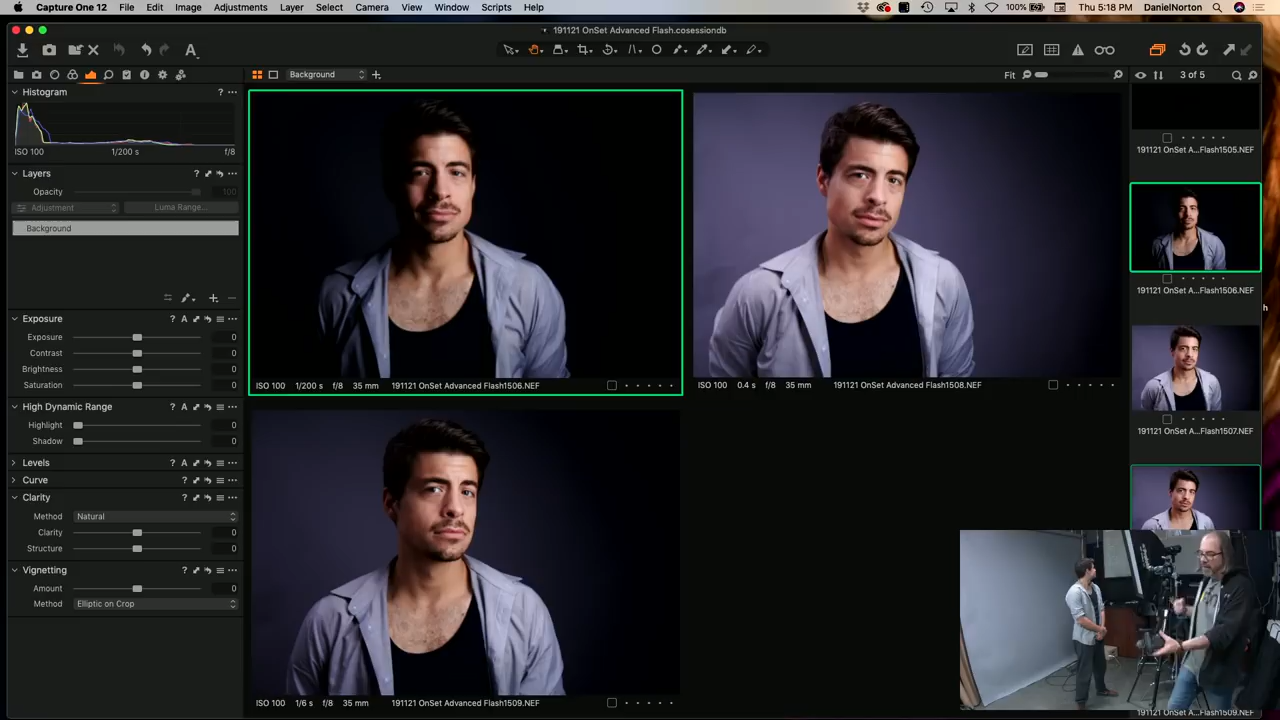 Capture One 12 File Edit Image Adjustments Layer Select Camera View Window Scripts Help 100% Thu 5:18 PM DanielNorton
191121 OnSet Advanced Flash.cosessiondb
Background Fit 3 of 5
Histogram ? ...
ISO 100 1/200 s f/8
Layers ? ...
Opacity 100
Adjustment Luma Range...
Background
Exposure ? A ...
Exposure 0
Contrast 0
Brightness 0
Saturation 0
High Dynamic Range ? A ...
Highlight 0
Shadow 0
Levels ? A ...
Curve ? A ...
Clarity ? A ...
Method Natural
Clarity 0
Structure 0
Vignetting ? A ...
Amount 0
Method Elliptic on Crop
ISO 100 1/200 s f/8 35 mm 191121 OnSet Advanced Flash1506.NEF
ISO 100 0.4 s f/8 35 mm 191121 OnSet Advanced Flash1508.NEF
ISO 100 1/6 s f/8 35 mm 191121 OnSet Advanced Flash1509.NEF
191121 OnSet A...Flash1505.NEF
191121 OnSet A...Flash1506.NEF
h
191121 OnSet A...Flash1507.NEF
191121 OnSet A...Flash1509.NEF